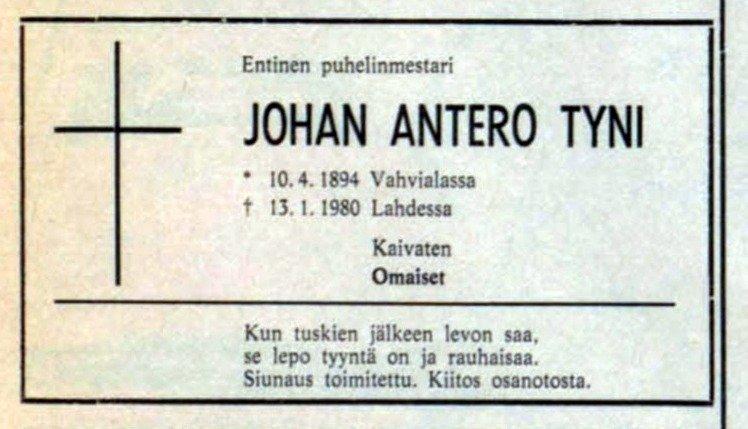 Entinen puhelinmestari
JOHAN ANTERO TYNI
* 10.4.1894 Vahvialassa
† 13.1.1980 Lahdessa
Kaivaten
Omaiset
Kun tuskien jälkeen levon saa,
se lepo tyyntä on ja rauhaisaa.
Siunaus toimitettu. Kiitos osanotosta.